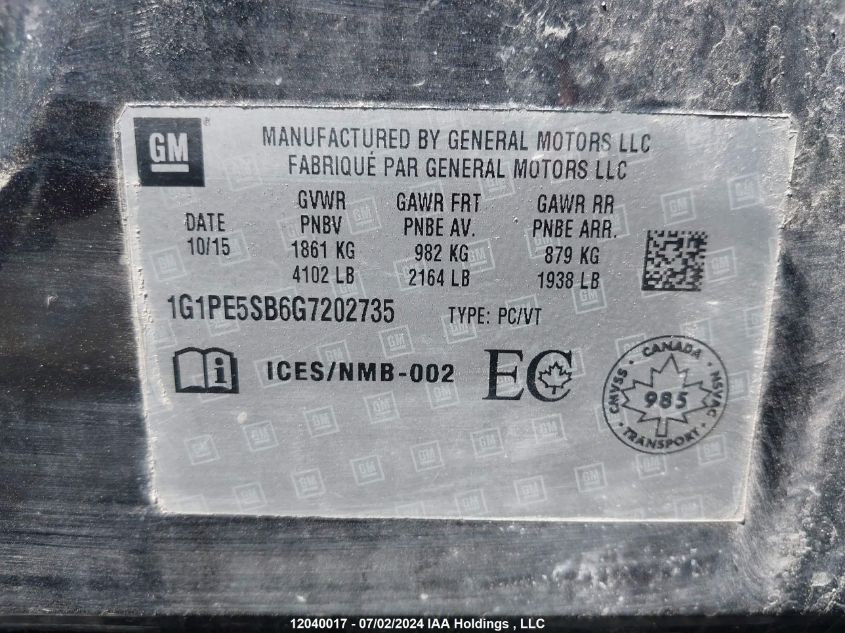 GM
MANUFACTURED BY GENERAL MOTORS LLC
FABRIQUÉ PAR GENERAL MOTORS LLC
DATE
10/15
GVWR
PNBV
1861 KG
4102 LB
GAWR FRT
PNBE AV.
982 KG
2164 LB
GAWR RR
PNBE ARR.
879 KG
1938 LB
1G1PE5SB6G7202735 TYPE: PC/VT
i ICES/NMB-002 EC
CANADA
CMVSS 985 NSVAC
TRANSPORT
12040017 - 07/02/2024 IAA Holdings , LLC